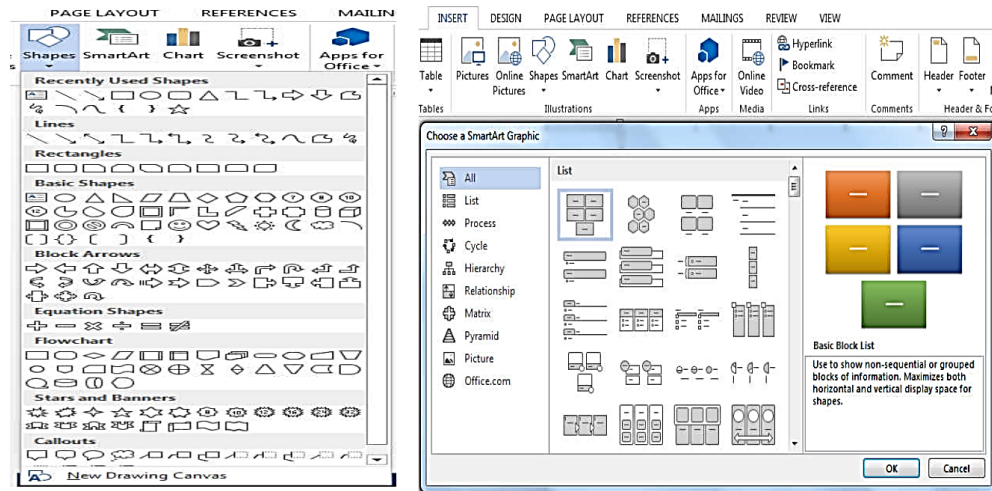 PAGE LAYOUT REFERENCES MAILIN
Shapes SmartArt Chart Screenshot Apps for Office
Recently Used Shapes
Lines
Rectangles
Basic Shapes
Block Arrows
Equation Shapes
Flowchart
Stars and Banners
Callouts
New Drawing Canvas
INSERT DESIGN PAGE LAYOUT REFERENCES MAILINGS REVIEW VIEW
Table Pictures Online Pictures Shapes SmartArt Chart Screenshot Apps for Office Online Video
Hyperlink
Bookmark
Cross-reference
Comment Header Footer
Tables Illustrations Apps Media Links Comments Header & Fo
Choose a SmartArt Graphic
All
List
Process
Cycle
Hierarchy
Relationship
Matrix
Pyramid
Picture
Office.com
List
Basic Block List
Use to show non-sequential or grouped
blocks of information. Maximizes both
horizontal and vertical display space for
shapes.
OK Cancel